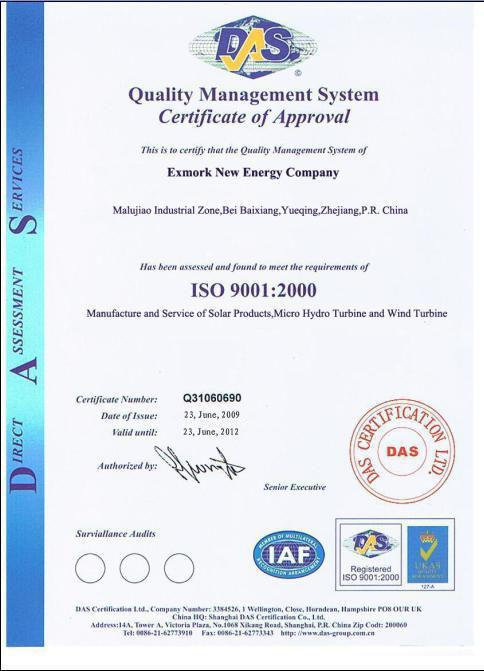 DAS
©
Quality Management System
Certificate of Approval
This is to certify that the Quality Management System of
Exmork New Energy Company
Malujiao Industrial Zone,Bei Baixiang,Yueqing,Zhejiang,P.R. China
Has been assessed and found to meet the requirements of
ISO 9001:2000
Manufacture and Service of Solar Products,Micro Hydro Turbine and Wind Turbine
DIRECT ASSESSMENT SERVICES
Certificate Number: Q31060690
Date of Issue: 23, June, 2009
Valid until: 23, June, 2012
Authorized by:
Senior Executive
DAS CERTIFICATION LTD.
DAS
Surviallance Audits
MEMBER OF MULTILATERAL
IAF
RECOGNITION ARRANGEMENT
DAS
Registered
ISO 9001:2000
UKAS
QUALITY
MANAGEMENT
127-A
DAS Certification Ltd., Company Number: 3384526, 1 Wellington, Close, Horndean, Hampshire PO8 OUR UK
China HQ: Shanghai DAS Certification Co., Ltd.
Address:14A, Tower A, Victoria Plaza, No.1068 Xikang Road, Shanghai, P.R. China Zip Codt: 200060
Tel: 0086-21-62773910 Fax: 0086-21-62773343 http://www.das-group.com.cn